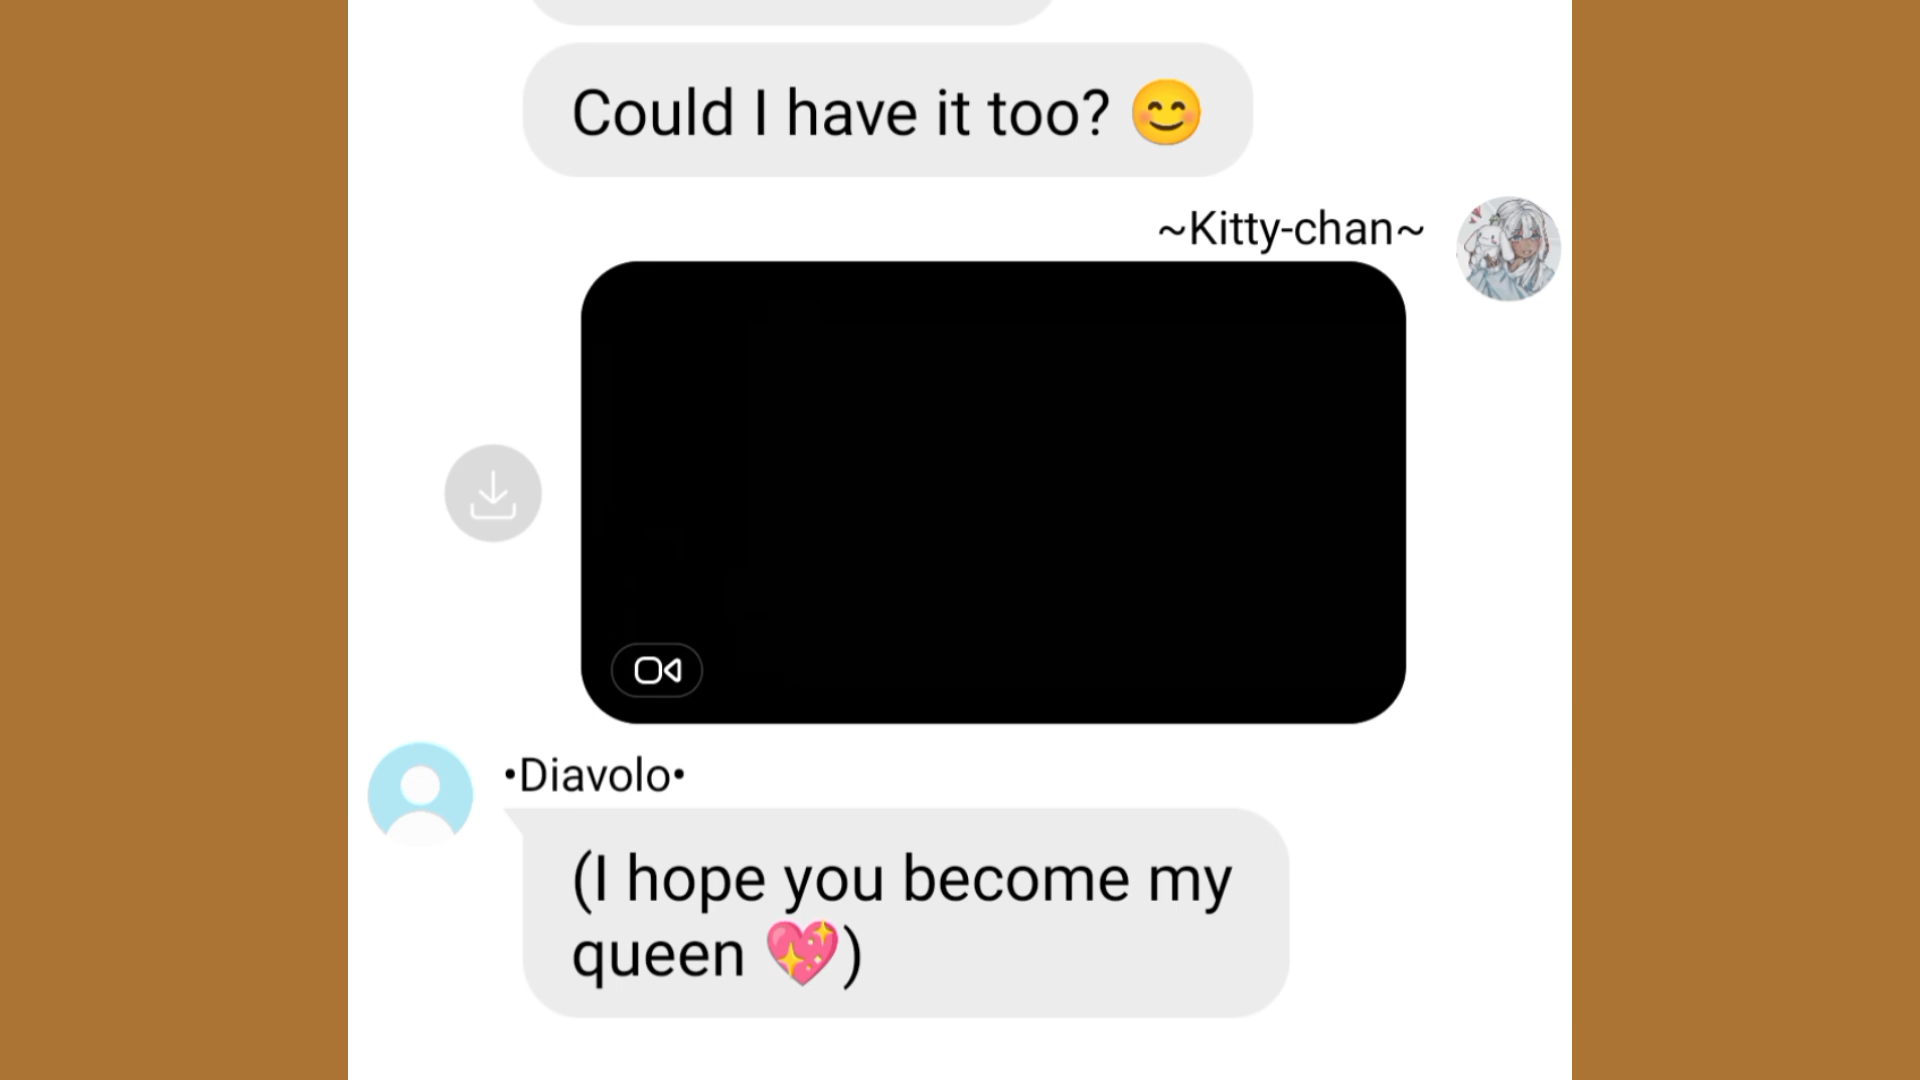 Could I have it too? 😊
~Kitty-chan~
•Diavolo•
(I hope you become my
queen 💖)